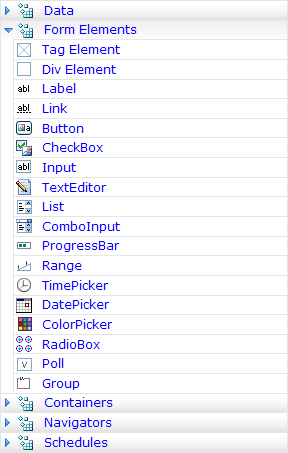 Data
Form Elements
Tag Element
Div Element
abl Label
abl Link
a Button
CheckBox
abl Input
TextEditor
List
ComboInput
ProgressBar
Range
TimePicker
DatePicker
ColorPicker
RadioBox
V Poll
Group
Containers
Navigators
Schedules